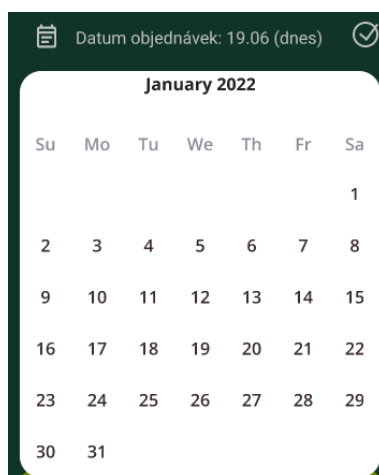 Datum objednávek: 19.06 (dnes)
January 2022
Su Mo Tu We Th Fr Sa
1
2 3 4 5 6 7 8
9 10 11 12 13 14 15
16 17 18 19 20 21 22
23 24 25 26 27 28 29
30 31